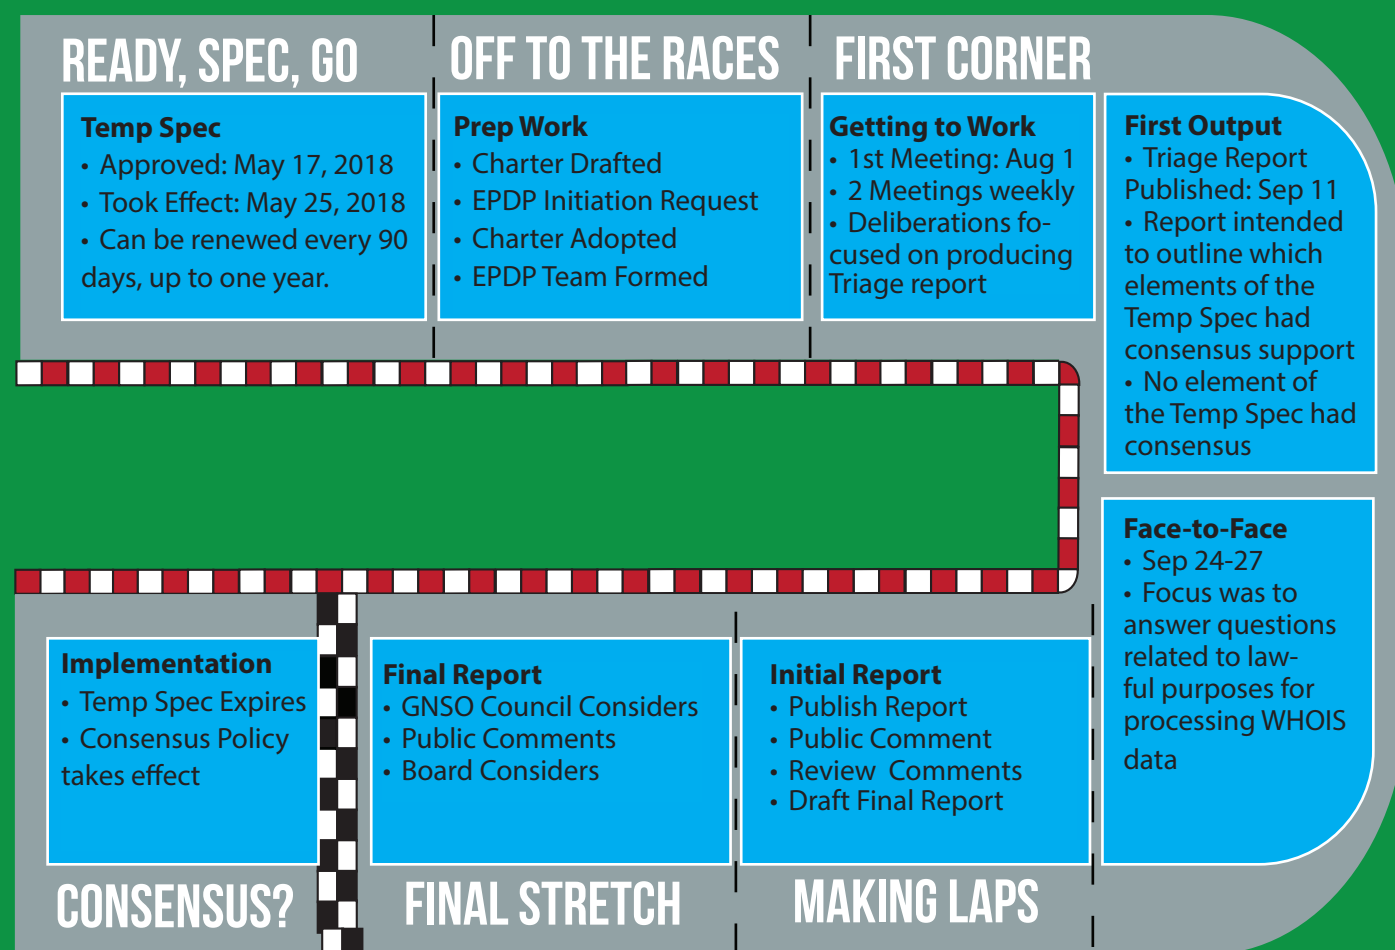 READY, SPEC, GO
Temp Spec
• Approved: May 17, 2018
• Took Effect: May 25, 2018
• Can be renewed every 90
days, up to one year.
OFF TO THE RACES
Prep Work
• Charter Drafted
• EPDP Initiation Request
• Charter Adopted
• EPDP Team Formed
FIRST CORNER
Getting to Work
• 1st Meeting: Aug 1
• 2 Meetings weekly
• Deliberations fo-
cused on producing
Triage report
First Output
• Triage Report
Published: Sep 11
• Report intended
to outline which
elements of the
Temp Spec had
consensus support
• No element of
the Temp Spec had
consensus
Face-to-Face
• Sep 24-27
• Focus was to
answer questions
related to law-
ful purposes for
processing WHOIS
data
Initial Report
• Publish Report
• Public Comment
• Review  Comments
• Draft Final Report
MAKING LAPS
Final Report
• GNSO Council Considers
• Public Comments
• Board Considers
FINAL STRETCH
Implementation
• Temp Spec Expires
• Consensus Policy
takes effect
CONSENSUS?